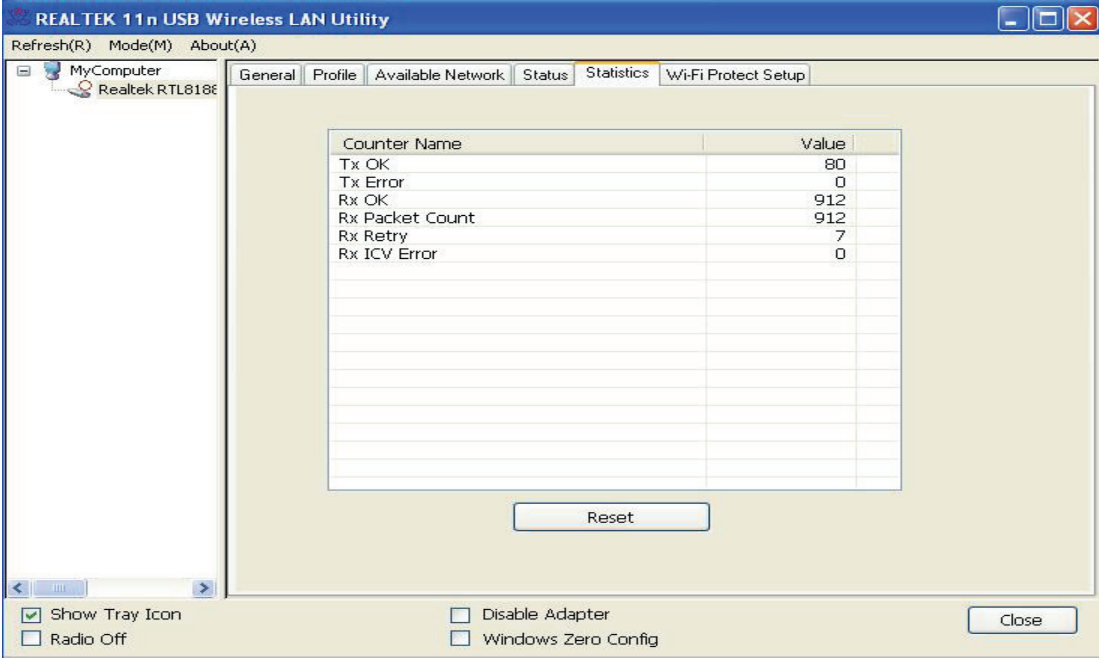 REALTEK 11n USB Wireless LAN Utility
Refresh(R) Mode(M) About(A)
MyComputer
Realtek RTL8188
General Profile Available Network Status Statistics Wi-Fi Protect Setup
Counter Name Value
Tx OK 80
Tx Error 0
Rx OK 912
Rx Packet Count 912
Rx Retry 7
Rx ICV Error 0
Reset
Show Tray Icon Disable Adapter
Radio Off Windows Zero Config
Close